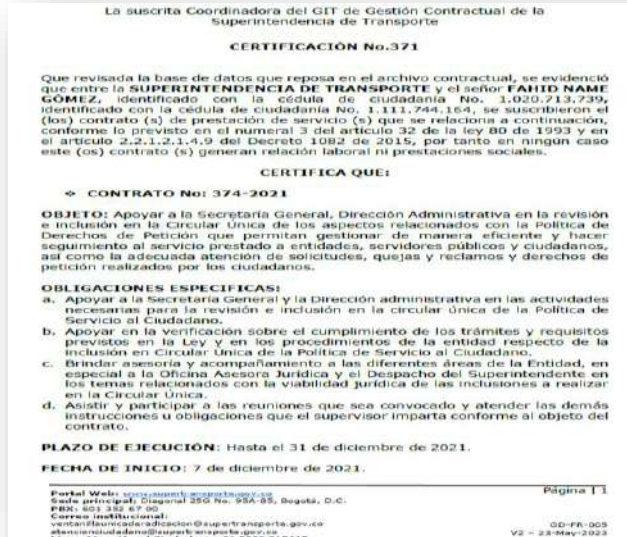 La suscrita Coordinadora del GIT de Gestión Contractual de la
Superintendencia de Transporte
CERTIFICACIÓN No.371
Que revisada la base de datos que reposa en el archivo contractual, se evidenció
que entre la SUPERINTENDENCIA DE TRANSPORTE y el señor FAHID NAME
GÓMEZ, identificado con la cédula de ciudadanía No. 1.020.713.739,
identificado con la cédula de ciudadanía No. 1.111.744.164, se suscribieron el
(los) contrato (s) de prestación de servicio (s) que se relaciona a continuación,
conforme lo previsto en el numeral 3 del artículo 32 de la ley 80 de 1993 y en
el artículo 2.2.1.2.1.4.9 del Decreto 1082 de 2015, por tanto en ningún caso
este (os) contrato (s) generan relación laboral ni prestaciones sociales.
CERTIFICA QUE:
❖ CONTRATO No: 374-2021
OBJETO: Apoyar a la Secretaría General, Dirección Administrativa en la revisión
e inclusión en la Circular Única de los aspectos relacionados con la Política de
Derechos de Petición que permitan gestionar de manera eficiente y hacer
seguimiento al servicio prestado a entidades, servidores públicos y ciudadanos,
así como la adecuada atención de solicitudes, quejas y reclamos y derechos de
petición realizados por los ciudadanos.
OBLIGACIONES ESPECIFICAS:
a. Apoyar a la Secretaría General y la Dirección administrativa en las actividades
necesarias para la revisión e inclusión en la circular única de la Política de
Servicio al Ciudadano.
b. Apoyar en la verificación sobre el cumplimiento de los trámites y requisitos
previstos en la Ley y en los procedimientos de la entidad respecto de la
inclusión en Circular Única de la Política de Servicio al Ciudadano.
c. Brindar asesoría y acompañamiento a las diferentes áreas de la Entidad, en
especial a la Oficina Asesora Jurídica y el Despacho del Superintendente en
los temas relacionados con la viabilidad jurídica de las inclusiones a realizar
en la Circular Única.
d. Asistir y participar a las reuniones que sea convocado y atender las demás
instrucciones u obligaciones que el supervisor imparta conforme al objeto del
contrato.
PLAZO DE EJECUCIÓN: Hasta el 31 de diciembre de 2021.
FECHA DE INICIO: 7 de diciembre de 2021.
Portal Web: www.supertransporte.gov.co
Página | 1
Sede principal: Diagonal 25G No. 95A-85, Bogotá, D.C.
PBX: 601 352 67 00
Correo institucional:
ventanillaunicaderadicacion@supertransporte.gov.co
GD-FR-005
atencionciudadano@supertransporte.gov.co
V2 – 23-May-2023